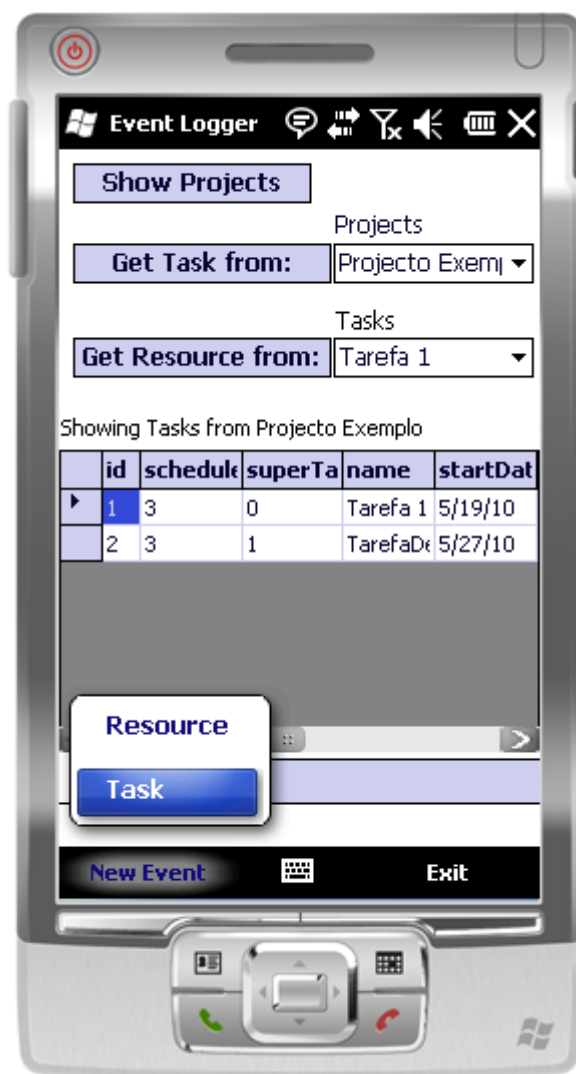 Event Logger
Show Projects
Projects
Get Task from: Projecto Exemp
Tasks
Get Resource from: Tarefa 1
Showing Tasks from Projecto Exemplo
id schedule superTa name startDat
1 3 0 Tarefa 1 5/19/10
2 3 1 TarefaDe 5/27/10
Resource
Task
New Event Exit